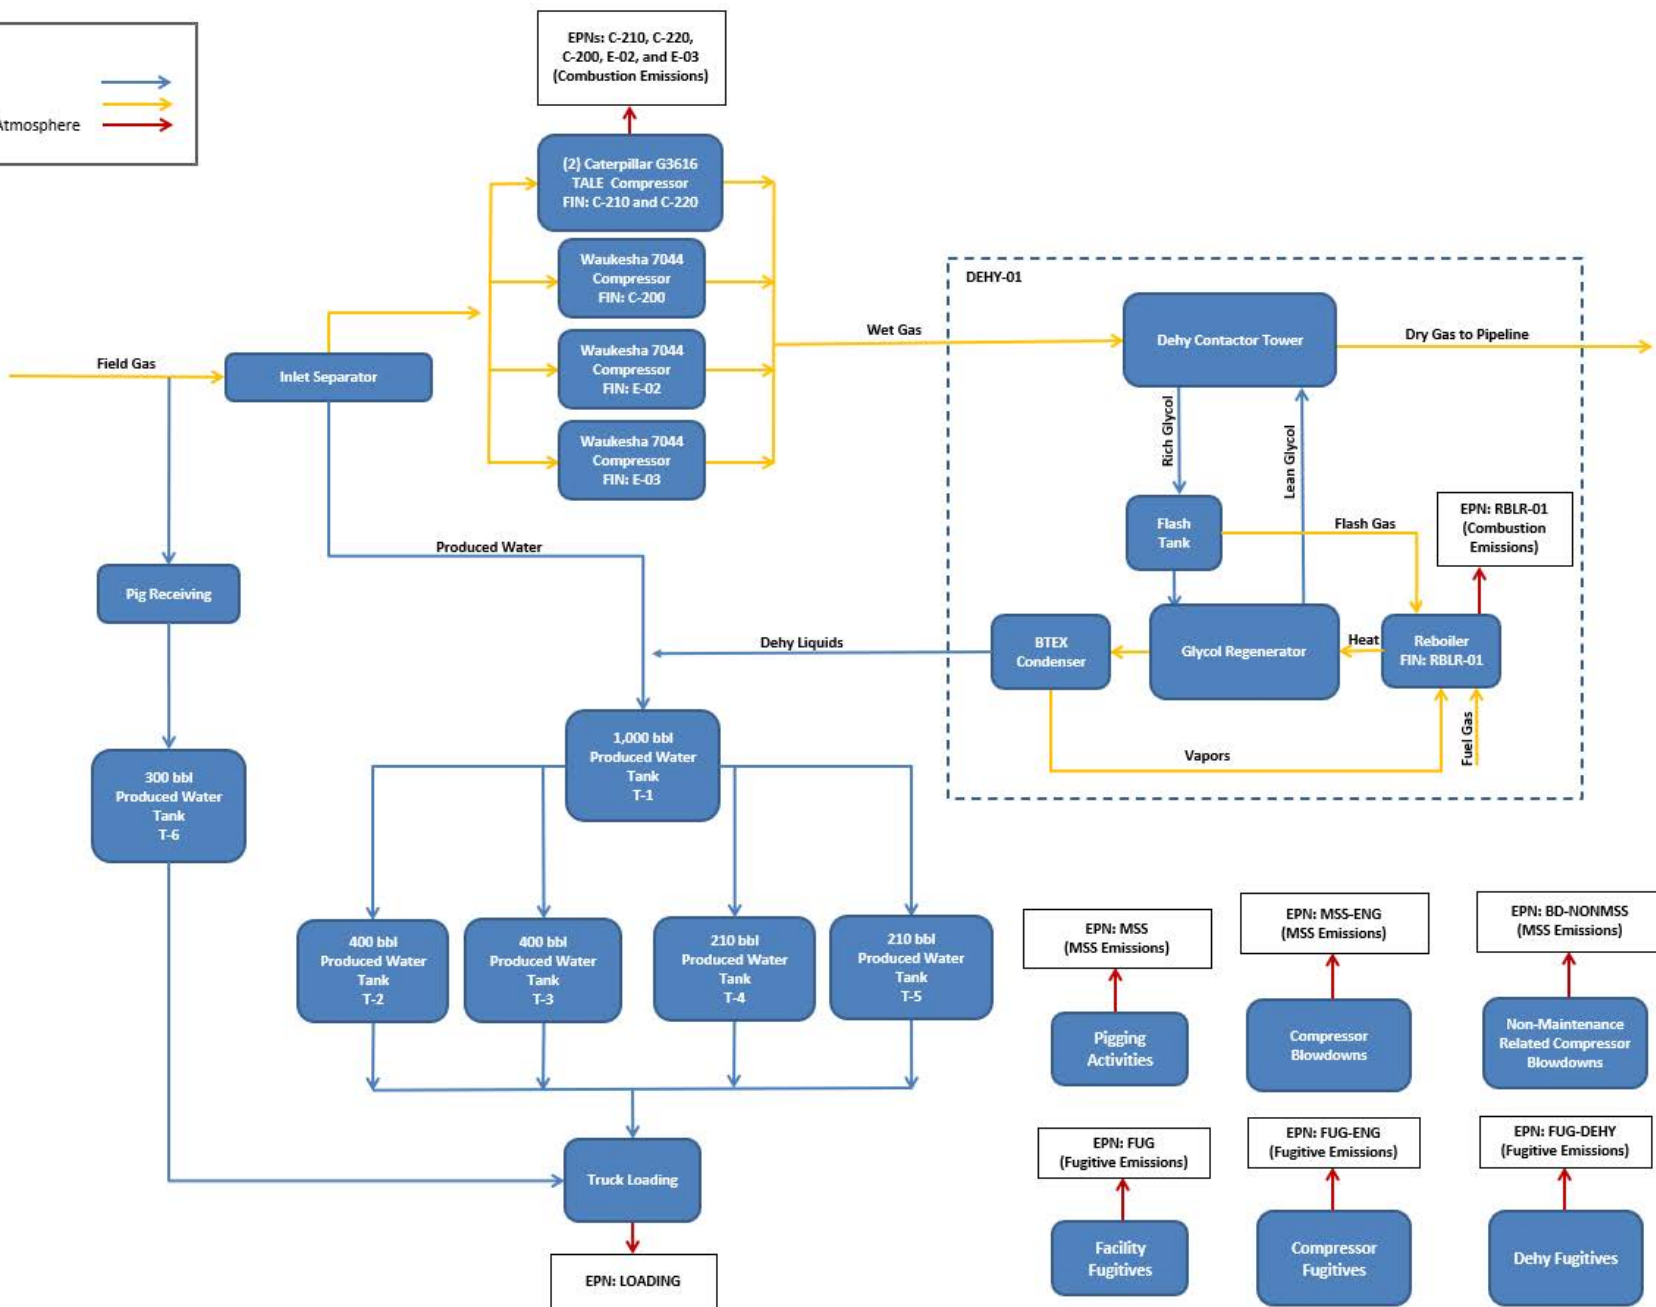 Atmosphere
EPNs: C-210, C-220,
C-200, E-02, and E-03
(Combustion Emissions)
(2) Caterpillar G3616
TALE Compressor
FIN: C-210 and C-220
Waukesha 7044
Compressor
FIN: C-200
Waukesha 7044
Compressor
FIN: E-02
Waukesha 7044
Compressor
FIN: E-03
Field Gas
Inlet Separator
Wet Gas
DEHY-01
Dehy Contactor Tower
Dry Gas to Pipeline
Rich Glycol
Lean Glycol
Flash
Tank
Flash Gas
EPN: RBLR-01
(Combustion
Emissions)
Produced Water
Pig Receiving
Dehy Liquids
BTEX
Condenser
Glycol Regenerator
Heat
Reboiler
FIN: RBLR-01
Vapors
Fuel Gas
1,000 bbl
Produced Water
Tank
T-1
300 bbl
Produced Water
Tank
T-6
400 bbl
Produced Water
Tank
T-2
400 bbl
Produced Water
Tank
T-3
210 bbl
Produced Water
Tank
T-4
210 bbl
Produced Water
Tank
T-5
EPN: MSS
(MSS Emissions)
EPN: MSS-ENG
(MSS Emissions)
EPN: BD-NONMSS
(MSS Emissions)
Pigging
Activities
Compressor
Blowdowns
Non-Maintenance
Related Compressor
Blowdowns
EPN: FUG
(Fugitive Emissions)
EPN: FUG-ENG
(Fugitive Emissions)
EPN: FUG-DEHY
(Fugitive Emissions)
Truck Loading
Facility
Fugitives
Compressor
Fugitives
Dehy Fugitives
EPN: LOADING